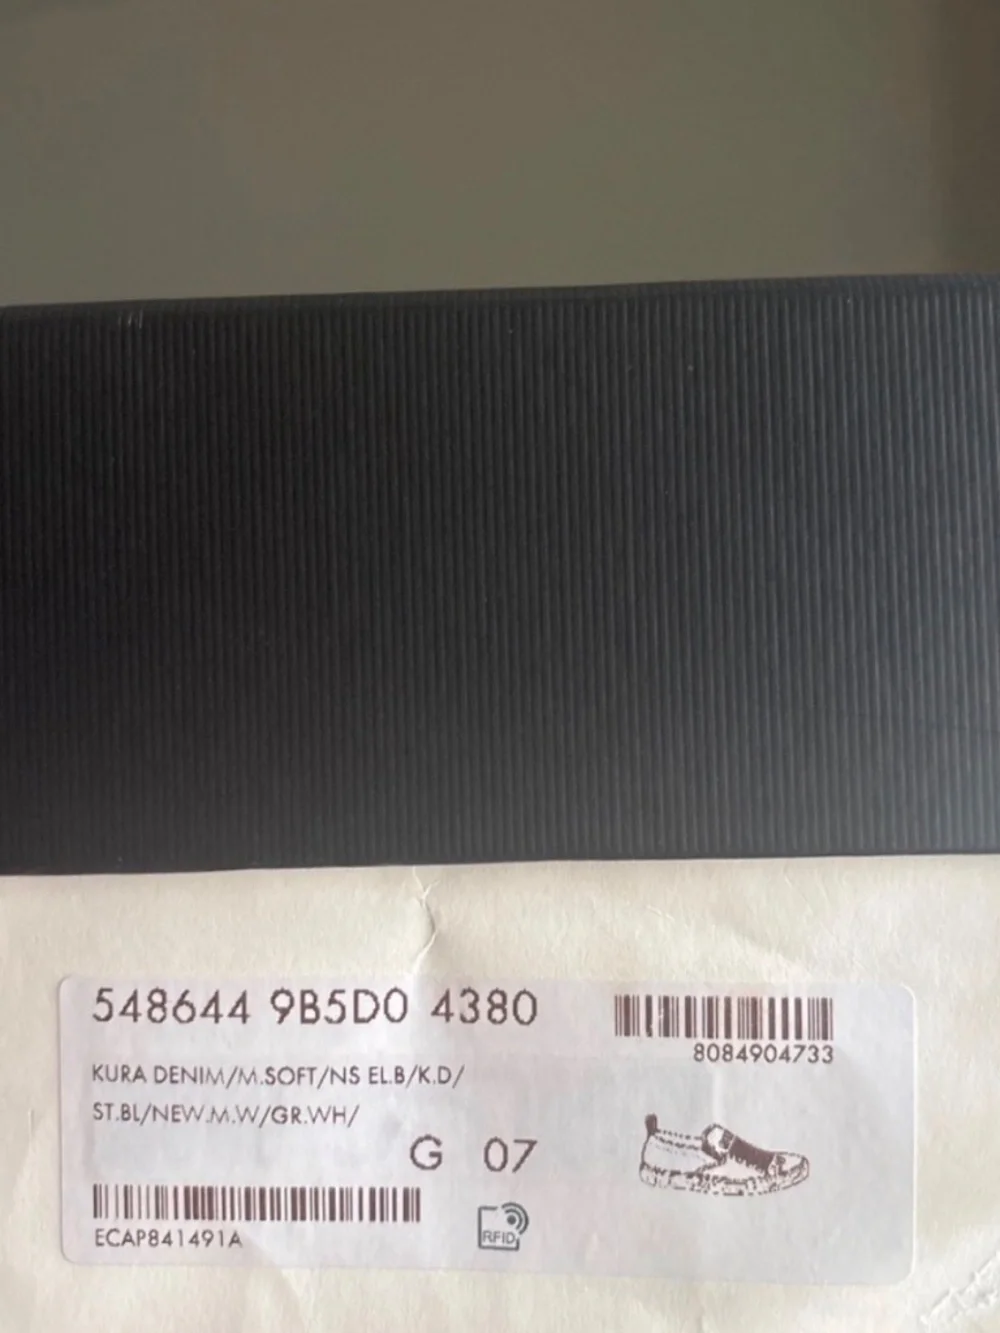 548644 9B5D0 4380
8084904733
KURA DENIM/M.SOFT/NS EL.B/K.D/
ST.BL/NEW.M.W/GR.WH/
G 07
ECAP841491A
RFID